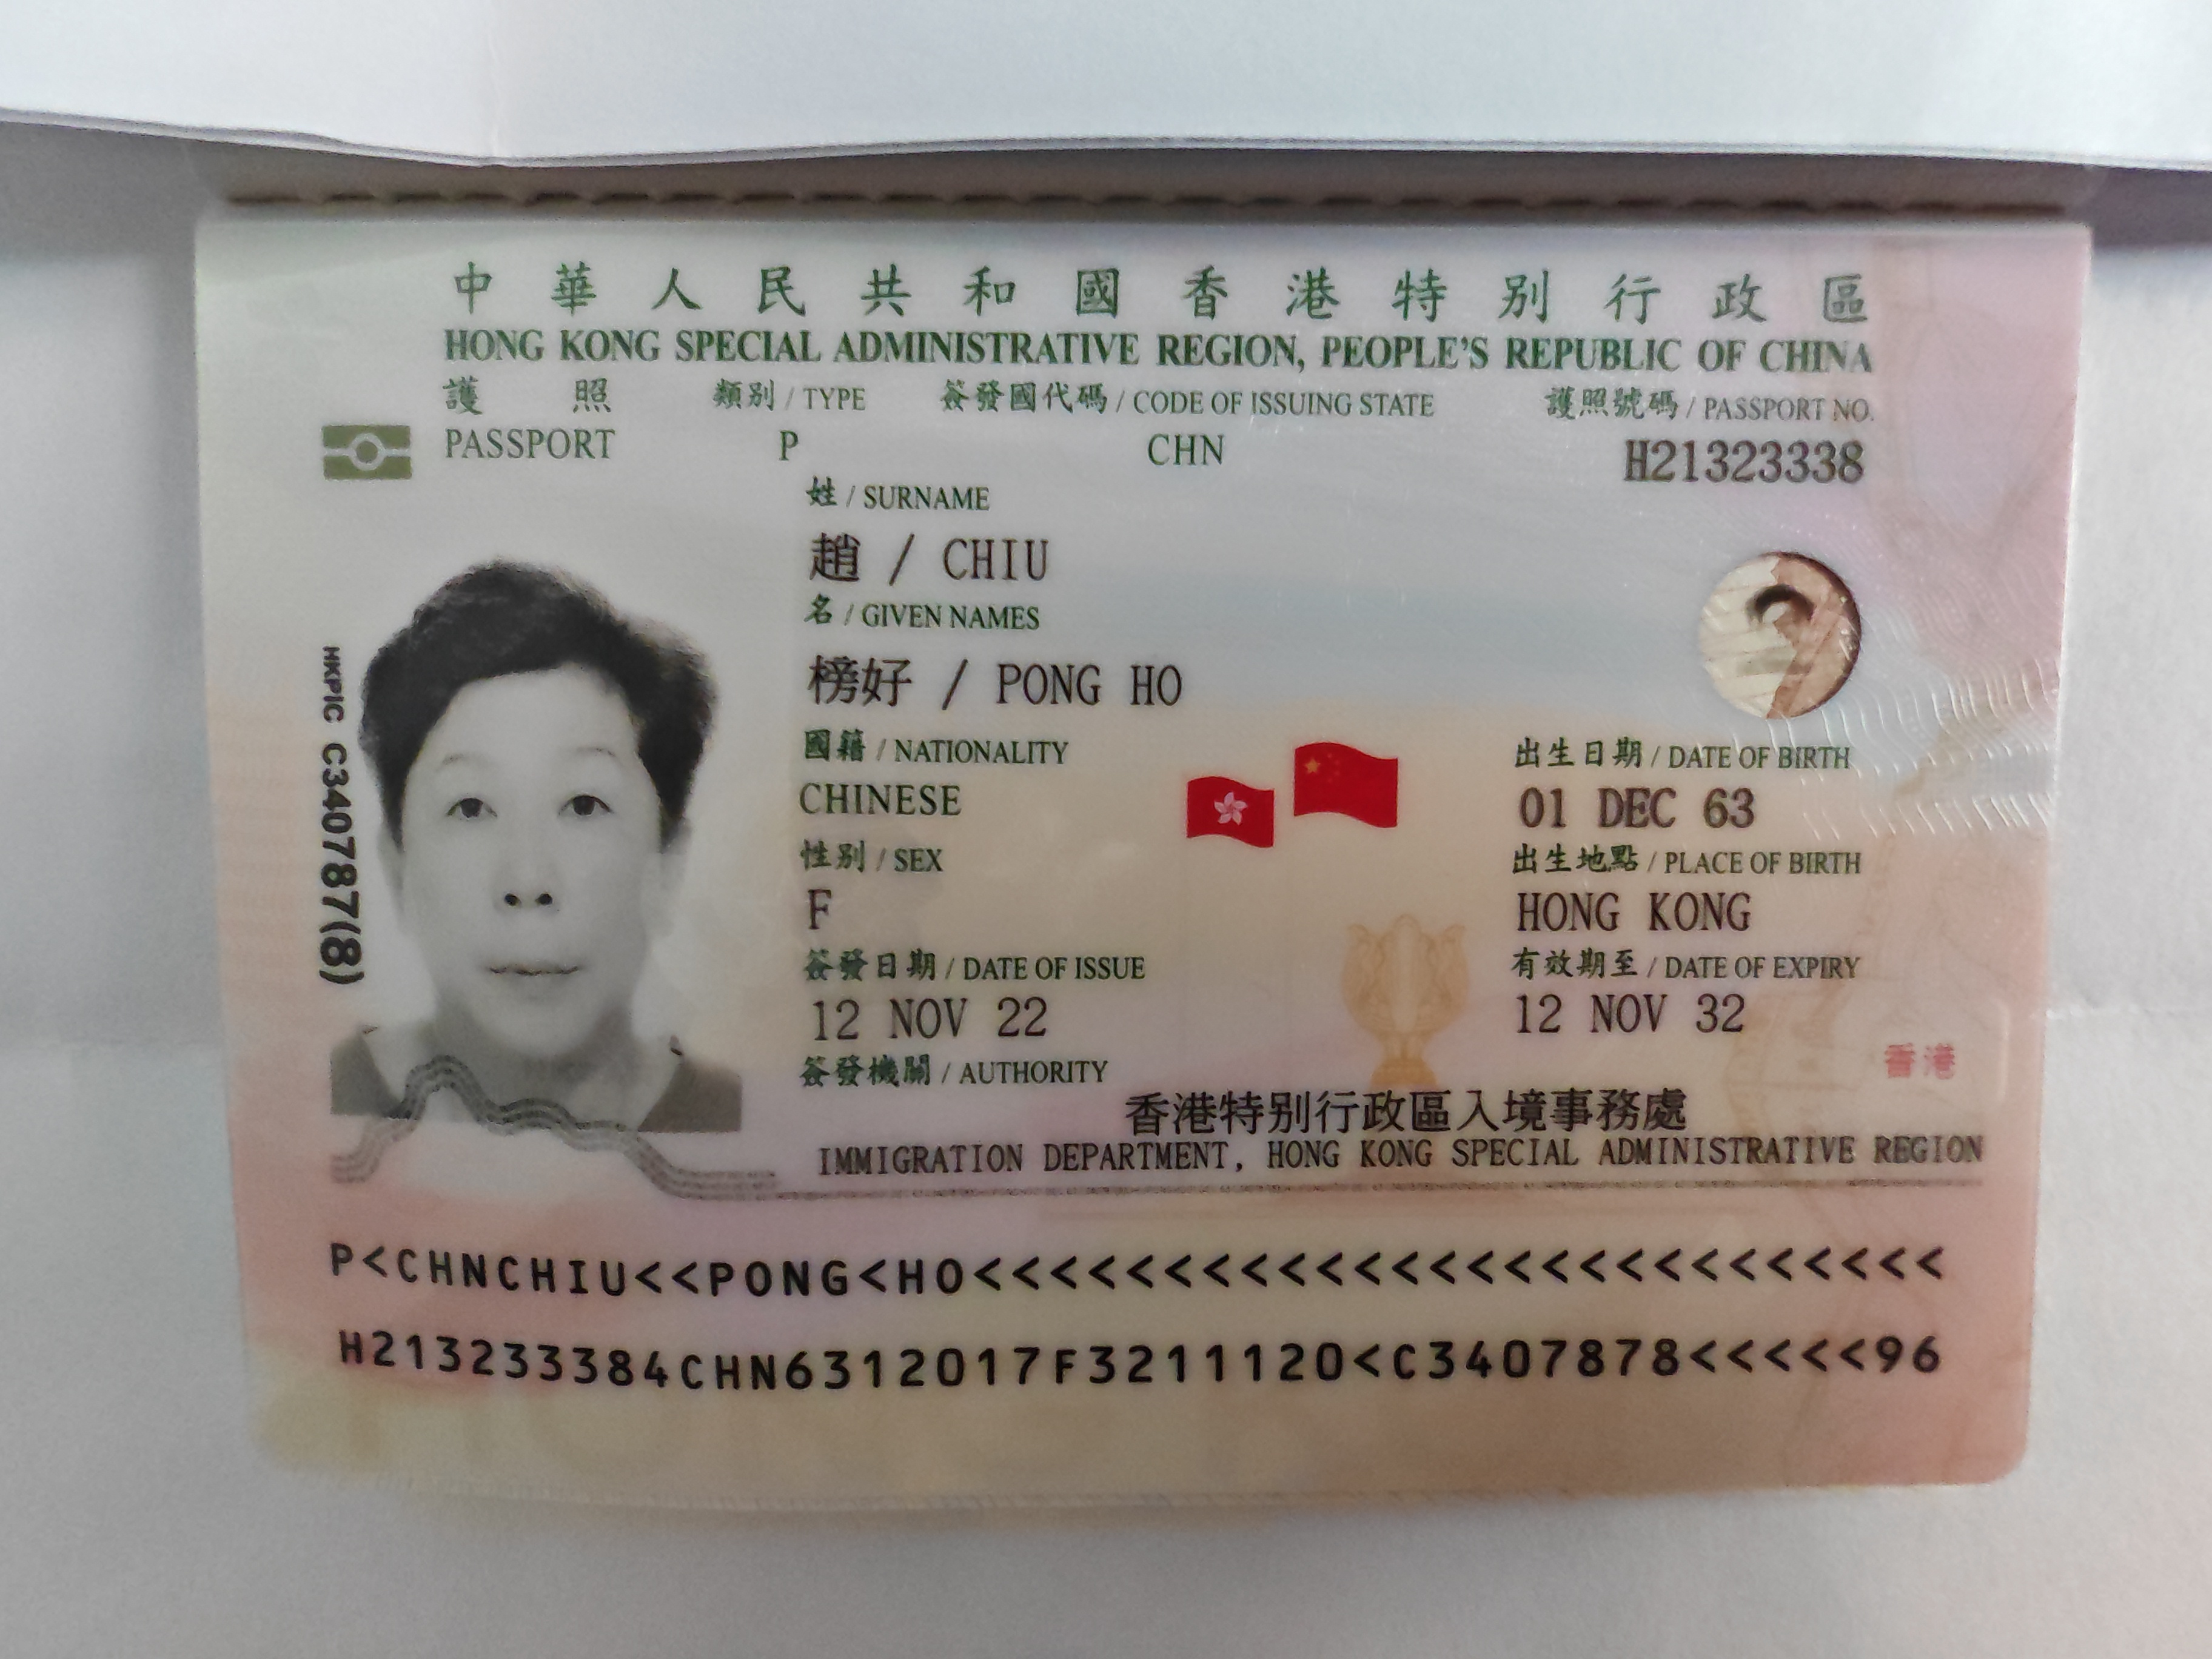 中華人民共和國香港特別行政區
HONG KONG SPECIAL ADMINISTRATIVE REGION, PEOPLE'S REPUBLIC OF CHINA
護照 類別 / TYPE 簽發國代碼 / CODE OF ISSUING STATE 護照號碼 / PASSPORT NO.
PASSPORT P CHN H21323338
姓 / SURNAME
趙 / CHIU
名 / GIVEN NAMES
榜好 / PONG HO
國籍 / NATIONALITY 出生日期 / DATE OF BIRTH
CHINESE 01 DEC 63
性別 / SEX 出生地點 / PLACE OF BIRTH
F HONG KONG
簽發日期 / DATE OF ISSUE 有效期至 / DATE OF EXPIRY
12 NOV 22 12 NOV 32
簽發機關 / AUTHORITY 香港
香港特別行政區入境事務處
IMMIGRATION DEPARTMENT, HONG KONG SPECIAL ADMINISTRATIVE REGION
HKPIC C3407877(8)
P<CHNCHIU<<PONG<HO<<<<<<<<<<<<<<<<<<<<<<<<<<
H213233384CHN6312017F3211120<C3407878<<<<<96